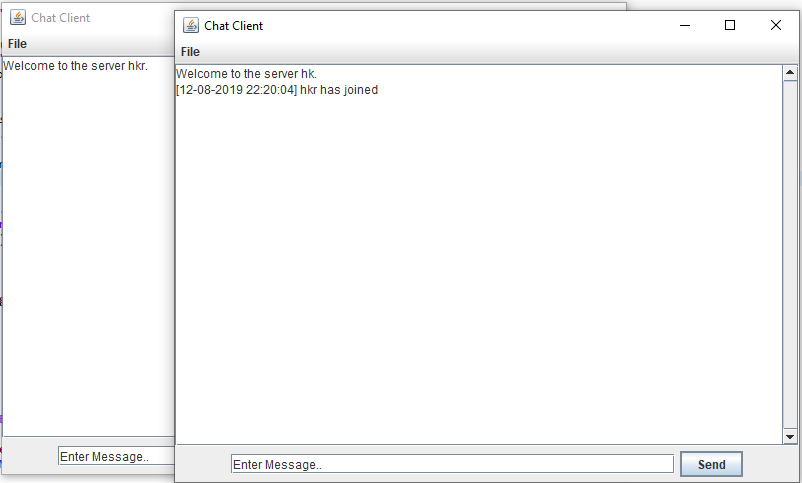 Chat Client
File
Welcome to the server hkr.
Enter Message..
Chat Client
File
Welcome to the server hk.
[12-08-2019 22:20:04] hkr has joined
Enter Message..
Send